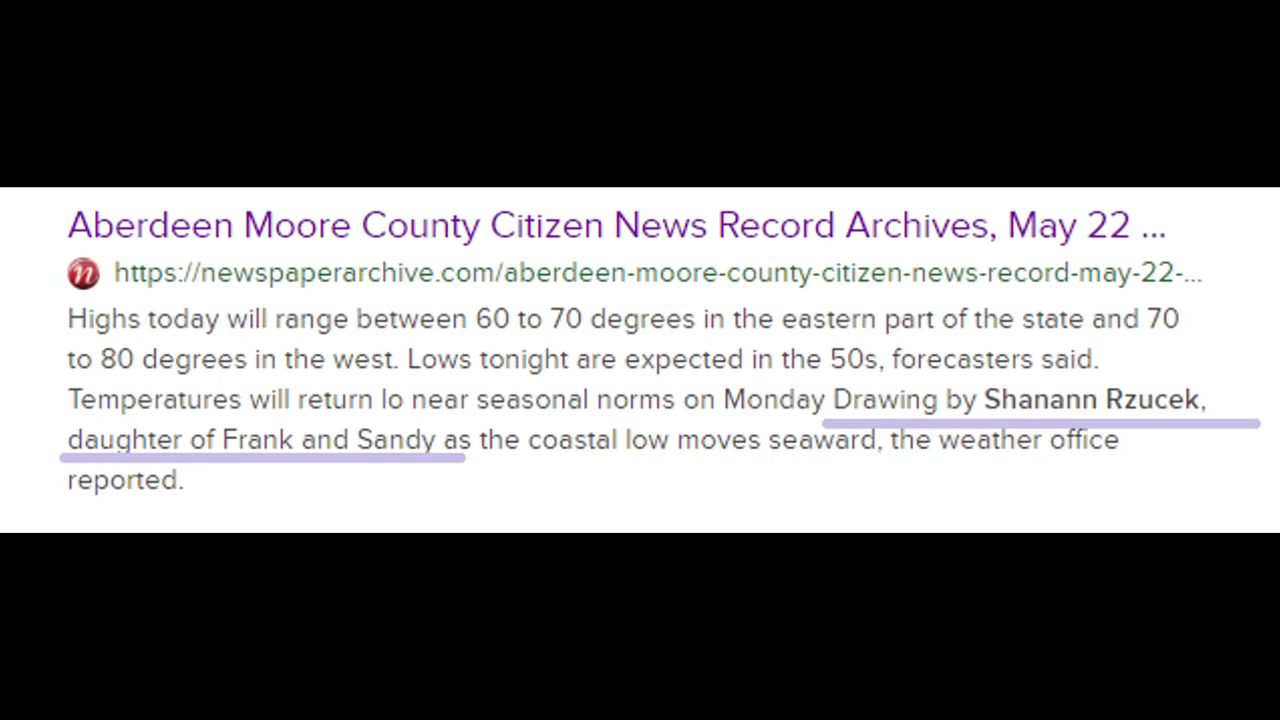 Aberdeen Moore County Citizen News Record Archives, May 22 ...
n https://newspaperarchive.com/aberdeen-moore-county-citizen-news-record-may-22-...
Highs today will range between 60 to 70 degrees in the eastern part of the state and 70
to 80 degrees in the west. Lows tonight are expected in the 50s, forecasters said.
Temperatures will return lo near seasonal norms on Monday Drawing by Shanann Rzucek,
daughter of Frank and Sandy as the coastal low moves seaward, the weather office
reported.